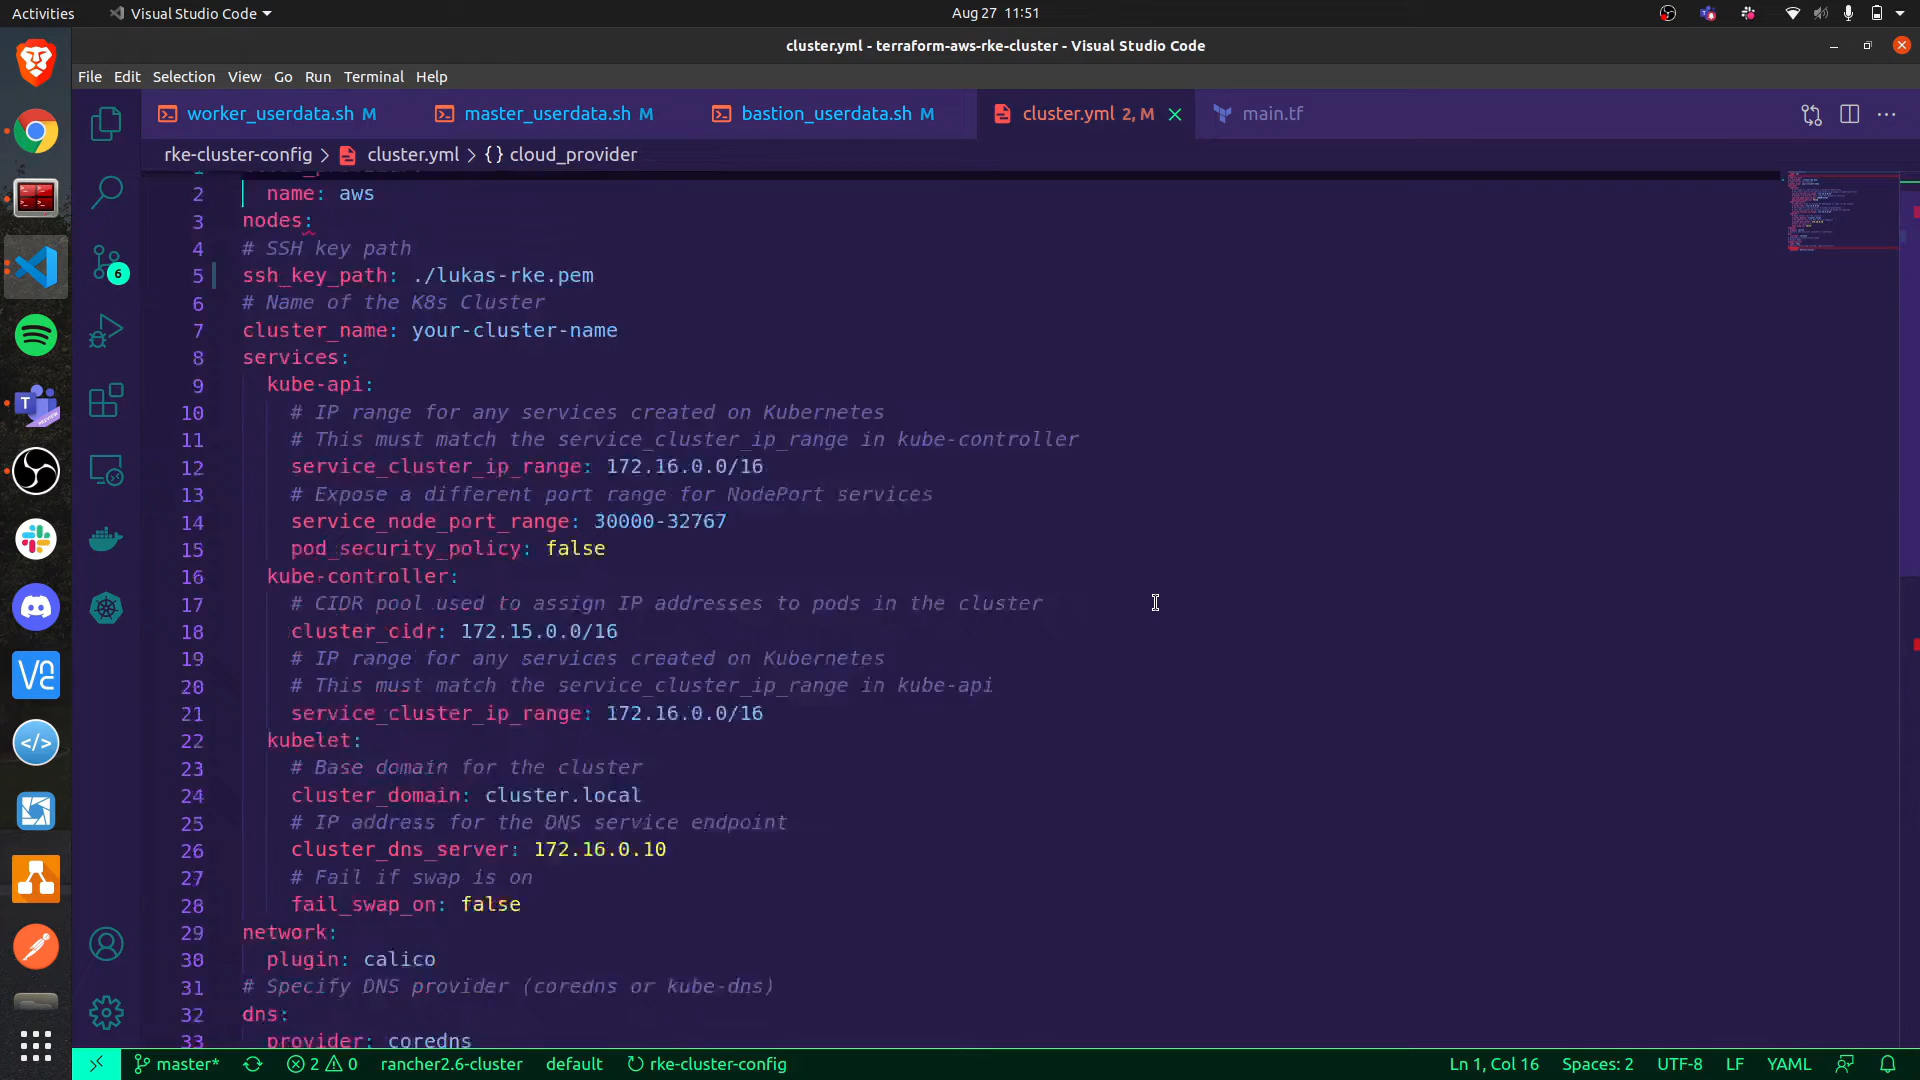 Activities
Visual Studio Code
Aug 27 11:51
cluster.yml - terraform-aws-rke-cluster - Visual Studio Code
File Edit Selection View Go Run Terminal Help
worker_userdata.sh M
master_userdata.sh M
bastion_userdata.sh M
cluster.yml 2, M
main.tf
rke-cluster-config > cluster.yml > {} cloud_provider
2 name: aws
3 nodes:
4 # SSH key path
5 ssh_key_path: ./lukas-rke.pem
6 # Name of the K8s Cluster
7 cluster_name: your-cluster-name
8 services:
9 kube-api:
10 # IP range for any services created on Kubernetes
11 # This must match the service_cluster_ip_range in kube-controller
12 service_cluster_ip_range: 172.16.0.0/16
13 # Expose a different port range for NodePort services
14 service_node_port_range: 30000-32767
15 pod_security_policy: false
16 kube-controller:
17 # CIDR pool used to assign IP addresses to pods in the cluster
18 cluster_cidr: 172.15.0.0/16
19 # IP range for any services created on Kubernetes
20 # This must match the service_cluster_ip_range in kube-api
21 service_cluster_ip_range: 172.16.0.0/16
22 kubelet:
23 # Base domain for the cluster
24 cluster_domain: cluster.local
25 # IP address for the DNS service endpoint
26 cluster_dns_server: 172.16.0.10
27 # Fail if swap is on
28 fail_swap_on: false
29 network:
30 plugin: calico
31 # Specify DNS provider (coredns or kube-dns)
32 dns:
33 provider: coredns
6
master*
2
0
rancher2.6-cluster
default
rke-cluster-config
Ln 1, Col 16
Spaces: 2
UTF-8
LF
YAML